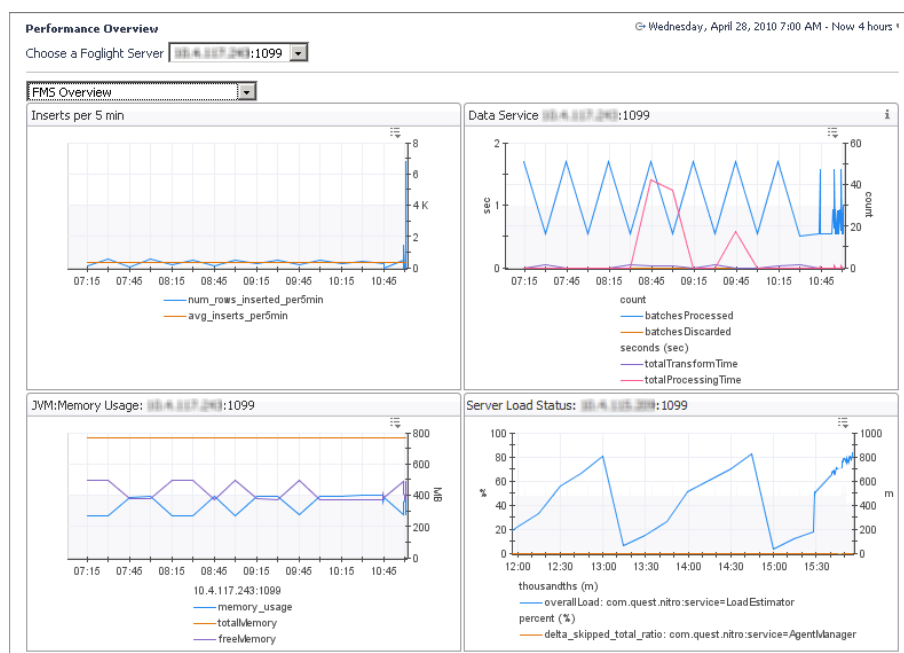 Performance Overview
Wednesday, April 28, 2010 7:00 AM - Now 4 hours
Choose a Foglight Server :1099
FMS Overview
Inserts per 5 min
8
6
4 K
2
0
07:15 07:45 08:15 08:45 09:15 09:45 10:15 10:45
num_rows_inserted_per5min
avg_inserts_per5min
Data Service :1099 i
2
1
0
sec
60
40
20
0
count
07:15 07:45 08:15 08:45 09:15 09:45 10:15 10:45
count
batchesProcessed
batchesDiscarded
seconds (sec)
totalTransformTime
totalProcessingTime
JVM:Memory Usage: :1099
800
600
400
200
0
MB
07:15 07:45 08:15 08:45 09:15 09:45 10:15 10:45
10.4.117.243:1099
memory_usage
totalMemory
freeMemory
Server Load Status: :1099
100
80
60
40
20
0
%
1000
800
600
400
200
0
m
12:00 12:30 13:00 13:30 14:00 14:30 15:00 15:30
thousandths (m)
overallLoad: com.quest.nitro:service=LoadEstimator
percent (%)
delta_skipped_total_ratio: com.quest.nitro:service=AgentManager